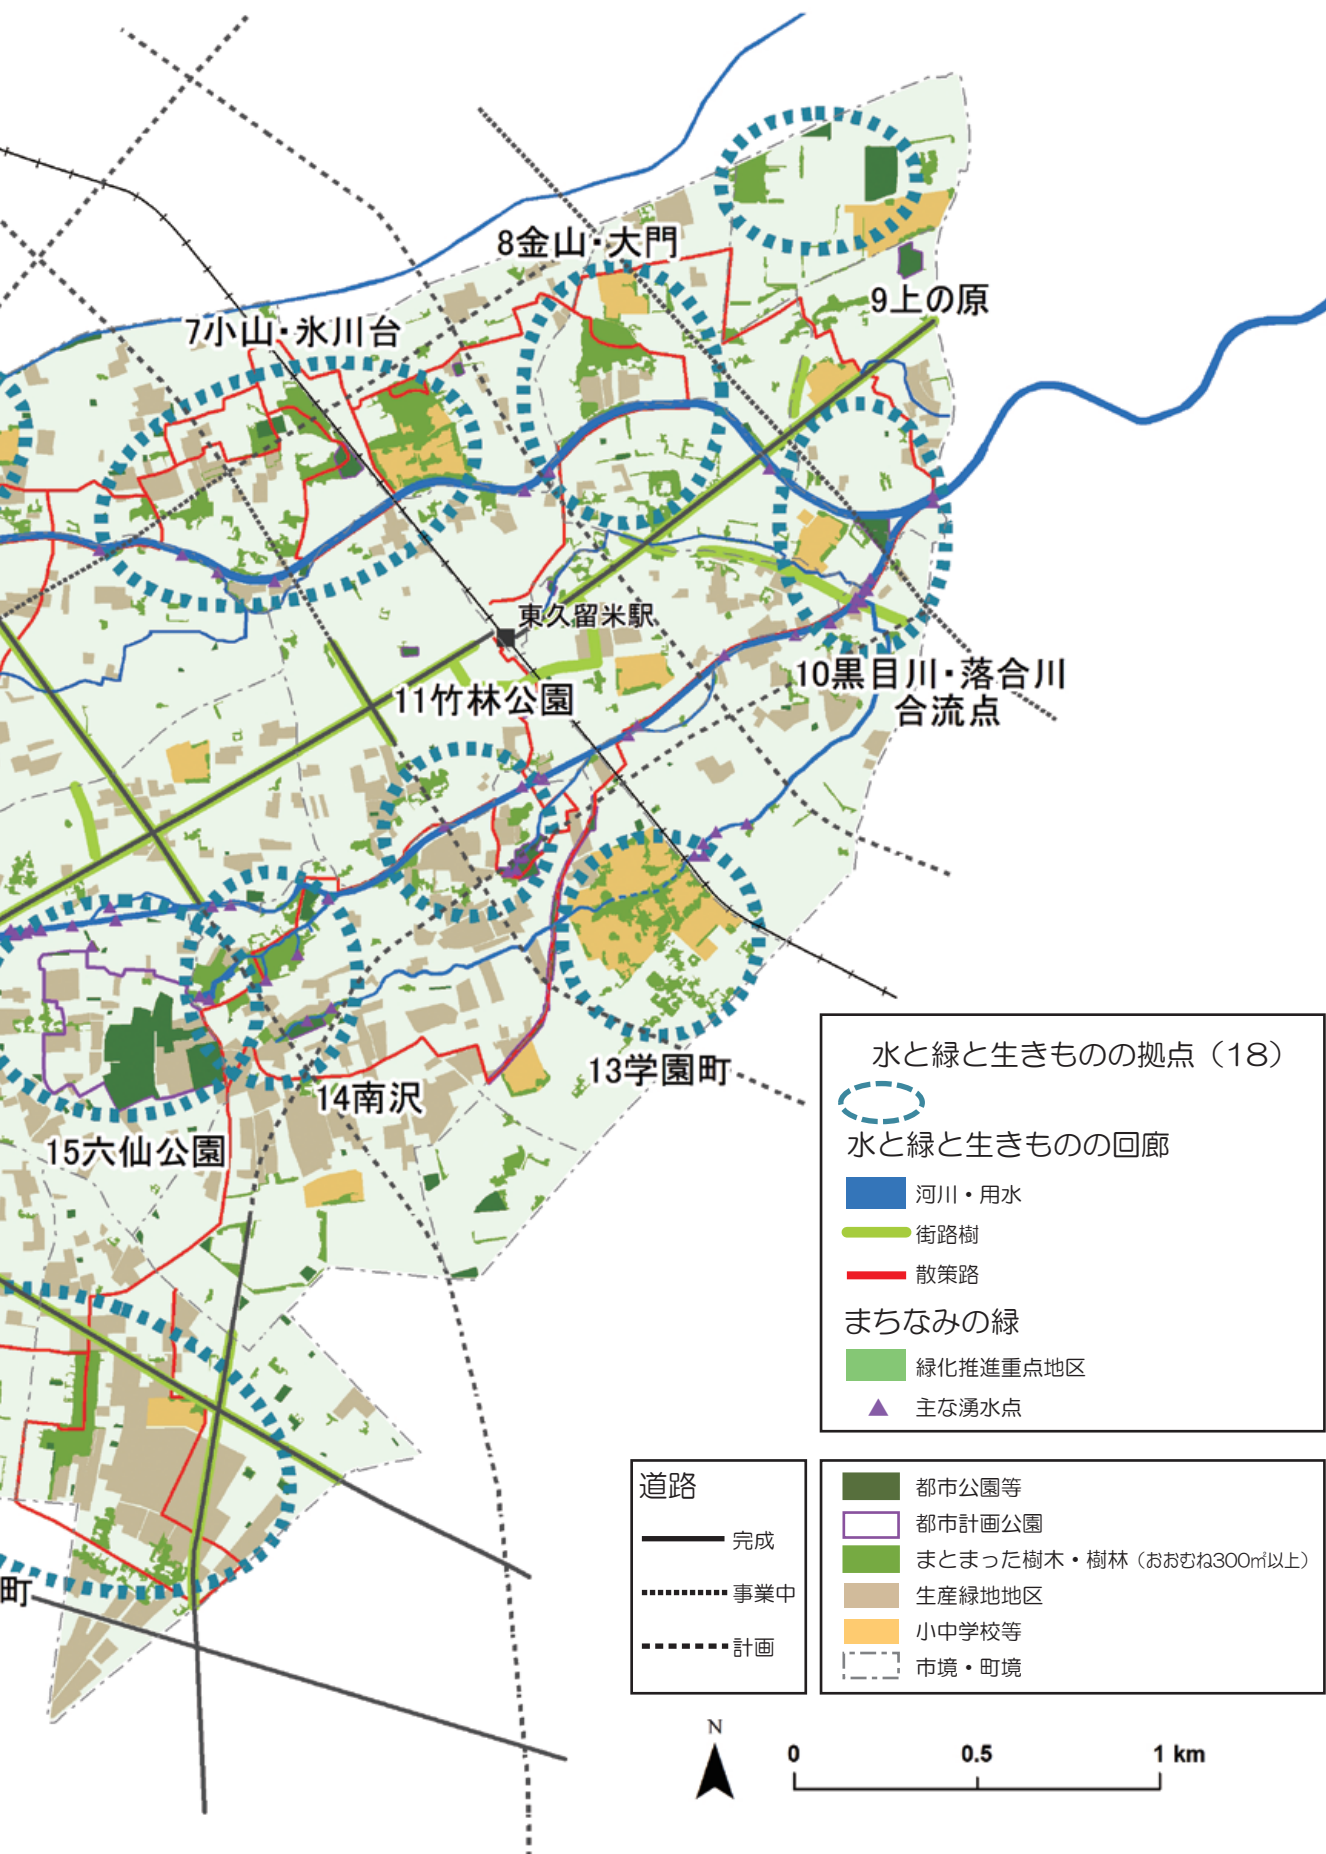 8金山・大門
9上の原
7小山・氷川台
東久留米駅
10黒目川・落合川
合流点
11竹林公園
13学園町
14南沢
15六仙公園
町
水と緑と生きものの拠点（18）
水と緑と生きものの回廊
河川・用水
街路樹
散策路
まちなみの緑
緑化推進重点地区
主な湧水点
道路
完成
事業中
計画
都市公園等
都市計画公園
まとまった樹木・樹林（おおむね300㎡以上）
生産緑地地区
小中学校等
市境・町境
N
0 0.5 1 km